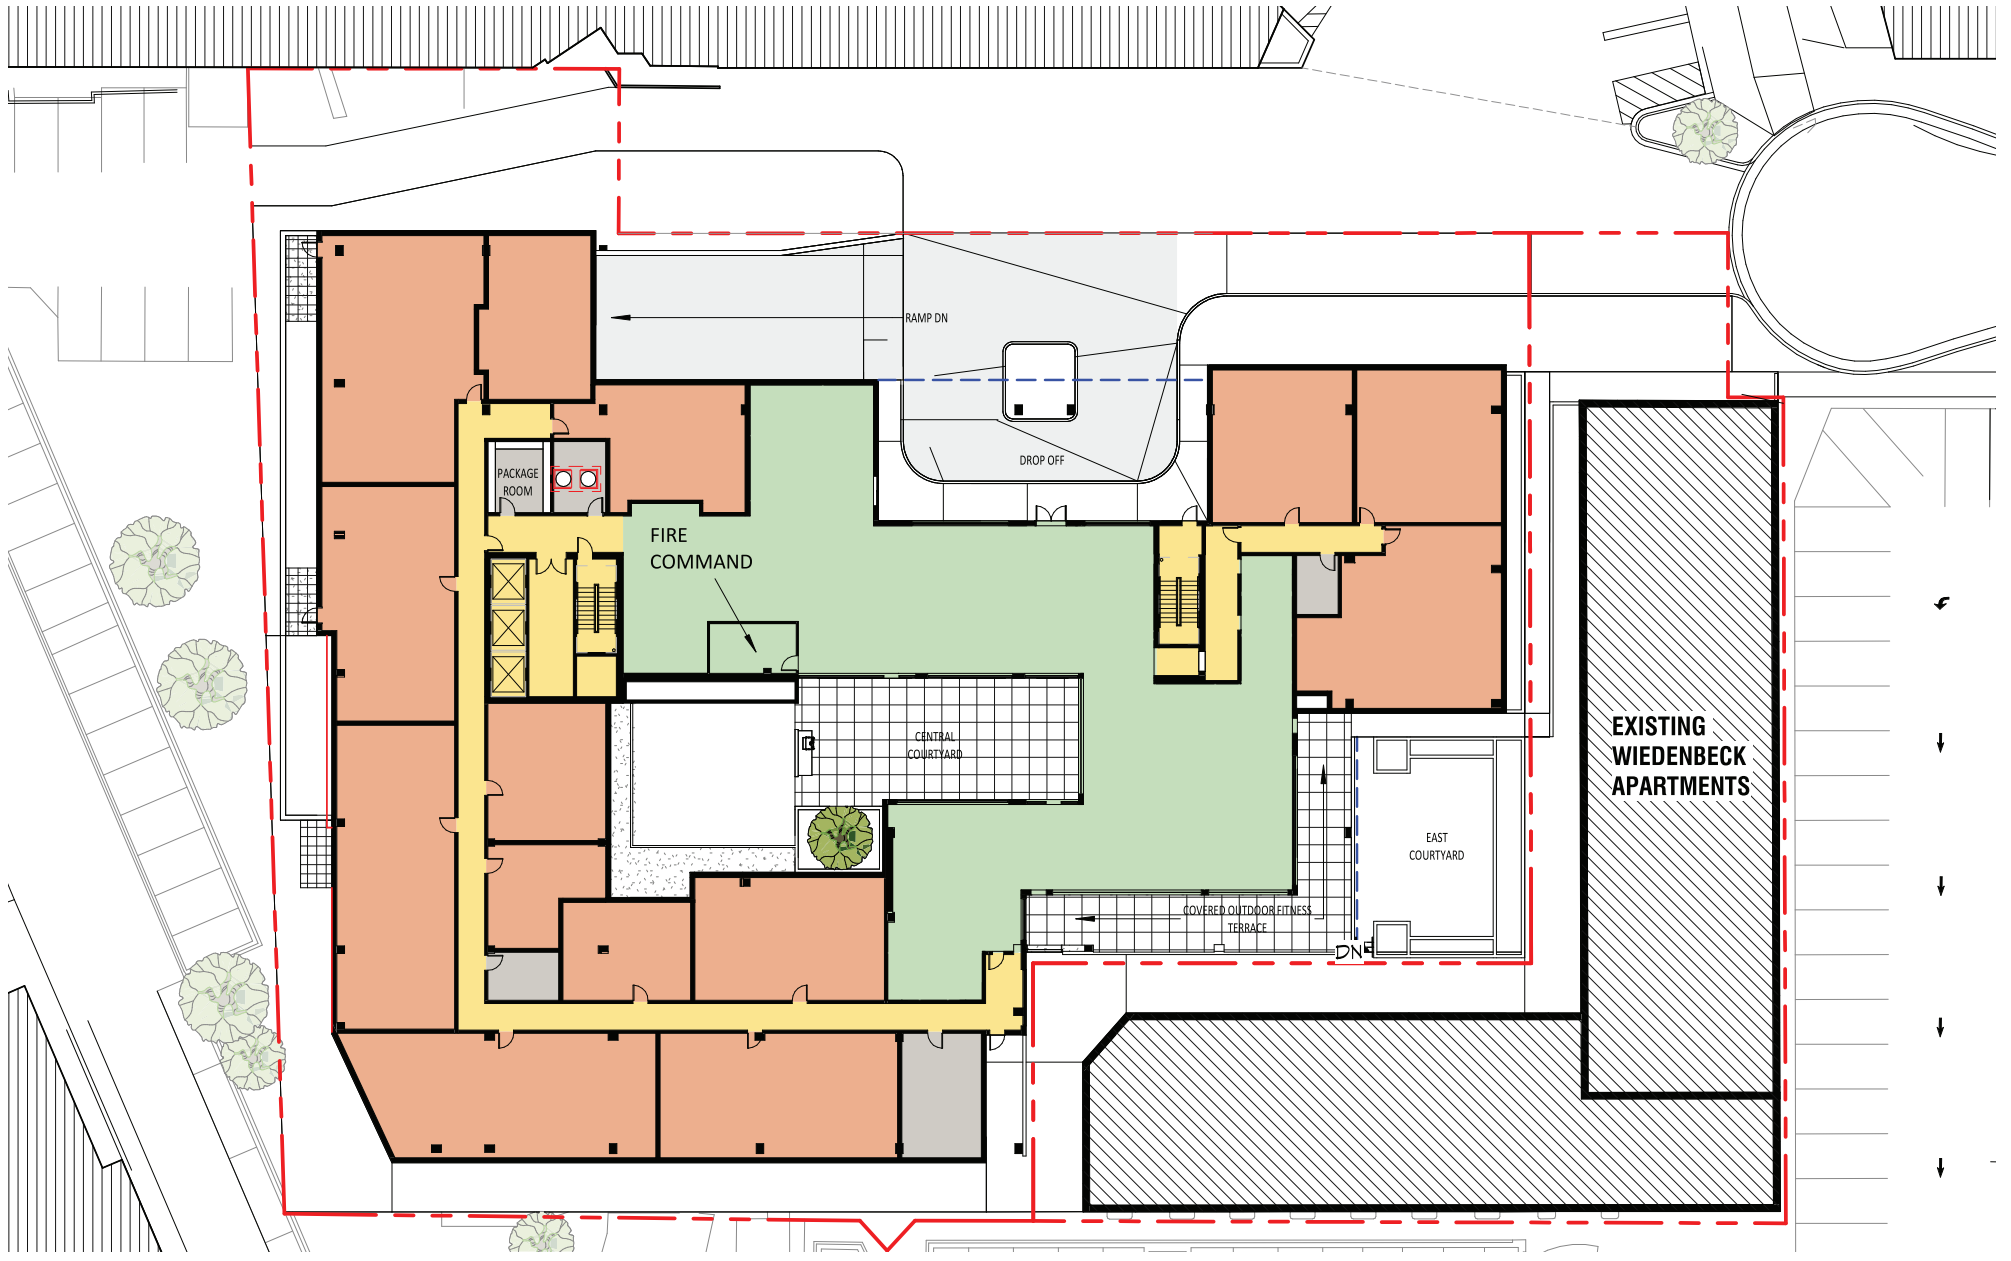 RAMP DN
DROP OFF
PACKAGE
ROOM
FIRE
COMMAND
CENTRAL
COURTYARD
EXISTING
WIEDENBECK
APARTMENTS
EAST
COURTYARD
COVERED OUTDOOR FITNESS
TERRACE
DN